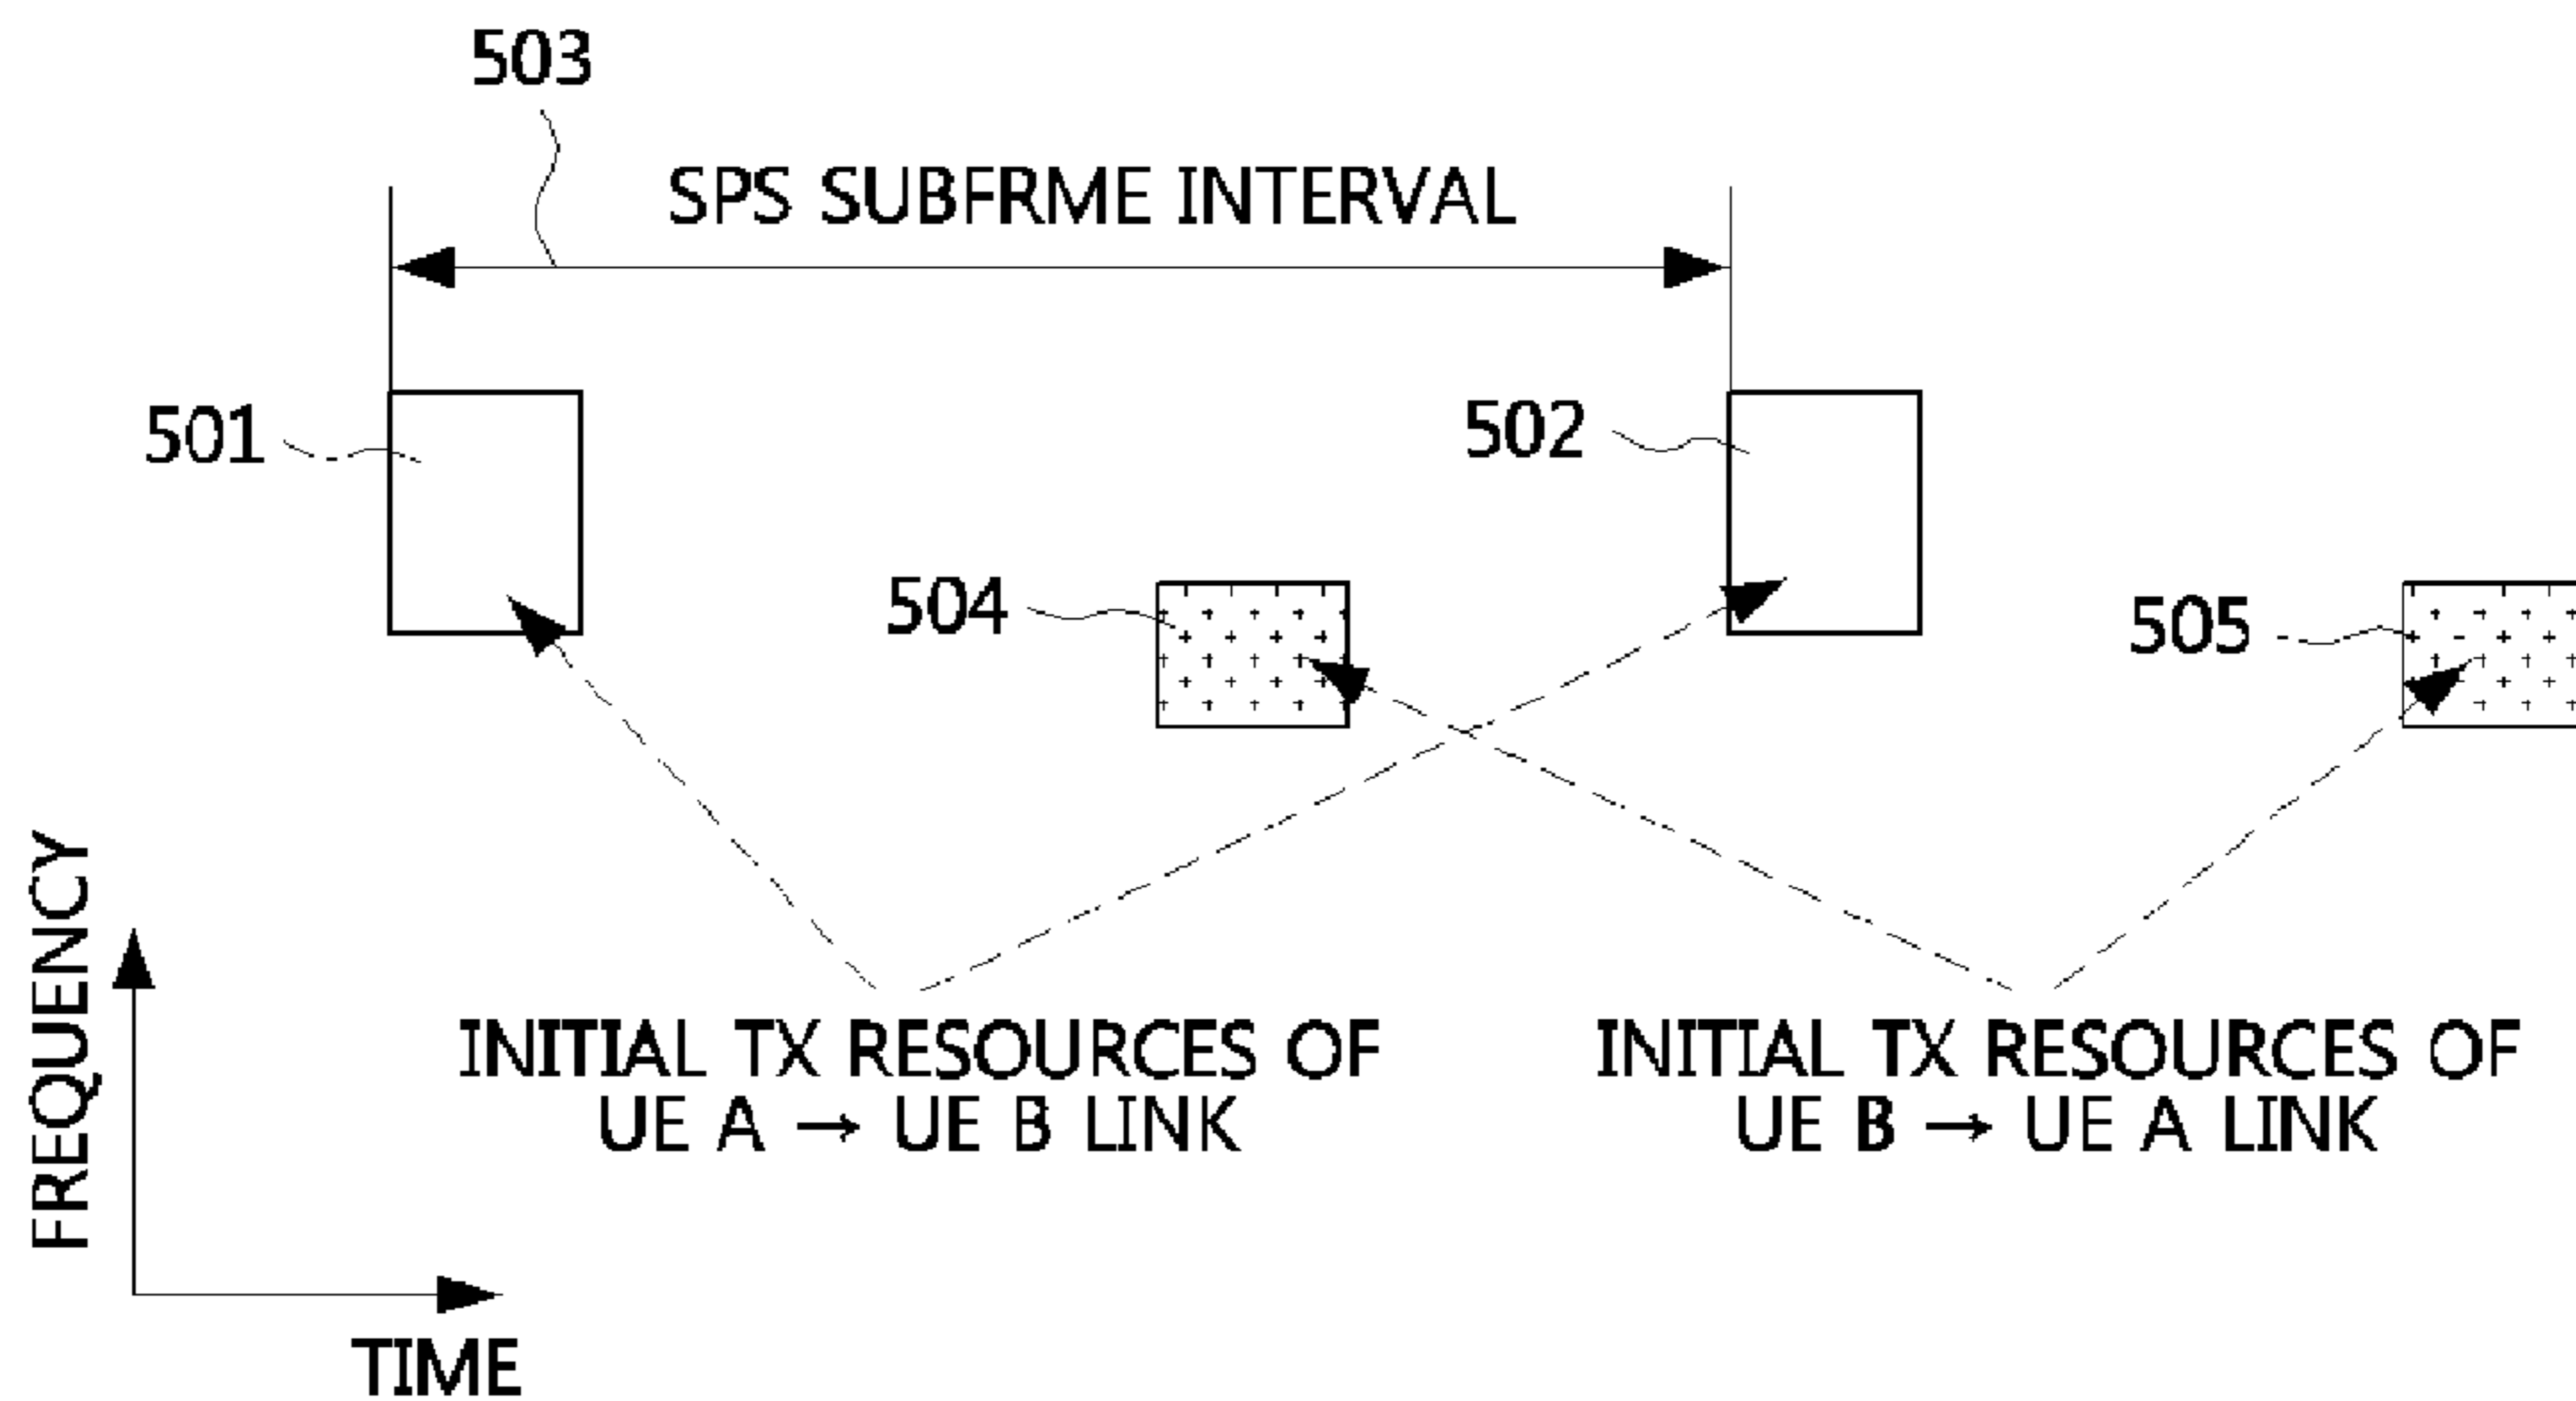 503
SPS SUBFRME INTERVAL
501
502
504
505
FREQUENCY
INITIAL TX RESOURCES OF
UE A → UE B LINK
INITIAL TX RESOURCES OF
UE B → UE A LINK
TIME